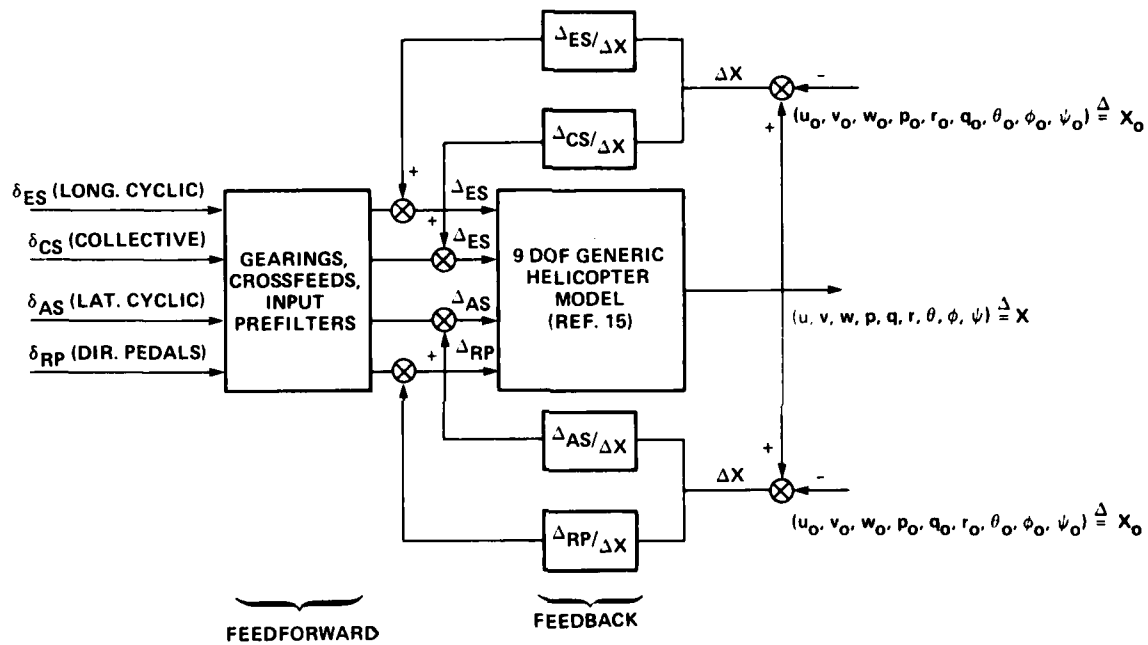 Δ_ES/ΔX
ΔX
–
+
(u_o, v_o, w_o, p_o, r_o, q_o, θ_o, ϕ_o, ψ_o) ≜ X_o
Δ_CS/ΔX
δ_ES (LONG. CYCLIC)
δ_CS (COLLECTIVE)
δ_AS (LAT. CYCLIC)
δ_RP (DIR. PEDALS)
GEARINGS,
CROSSFEEDS,
INPUT
PREFILTERS
+
+
Δ_ES
+
Δ_ES
Δ_AS
+
Δ_RP
9 DOF GENERIC
HELICOPTER
MODEL
(REF. 15)
(u, v, w, p, q, r, θ, ϕ, ψ) ≜ X
Δ_AS/ΔX
+
ΔX
–
(u_o, v_o, w_o, p_o, q_o, r_o, θ_o, ϕ_o, ψ_o) ≜ X_o
Δ_RP/ΔX
FEEDFORWARD
FEEDBACK